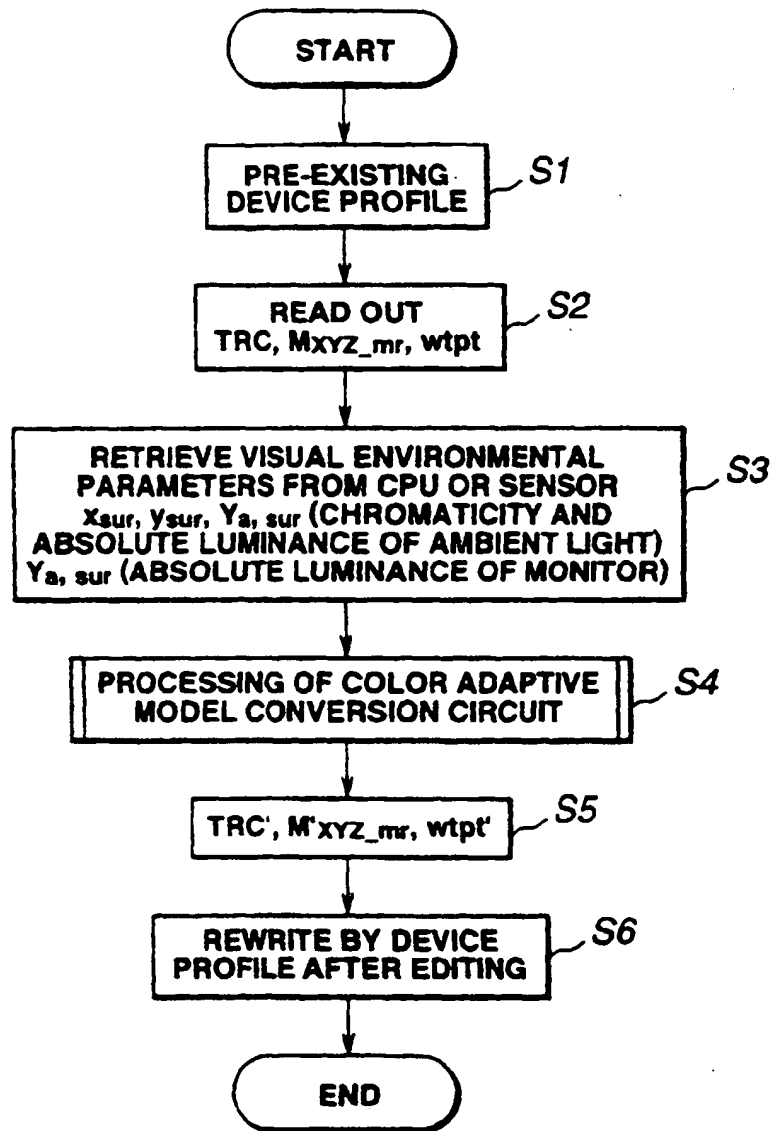 START
PRE-EXISTING
DEVICE PROFILE
S1
READ OUT
TRC, MXYZ_mr, wtpt
S2
RETRIEVE VISUAL ENVIRONMENTAL
PARAMETERS FROM CPU OR SENSOR
xsur, ysur, Ya, sur (CHROMATICITY AND
ABSOLUTE LUMINANCE OF AMBIENT LIGHT)
Ya, sur (ABSOLUTE LUMINANCE OF MONITOR)
S3
PROCESSING OF COLOR ADAPTIVE
MODEL CONVERSION CIRCUIT
S4
TRC', M'XYZ_mr, wtpt'
S5
REWRITE BY DEVICE
PROFILE AFTER EDITING
S6
END